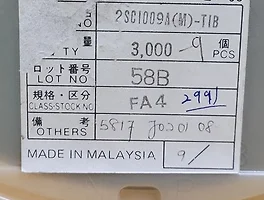 2SC1009A(M)-T1B
量 QTY 3,000 -9 個 PCS
ロット番号 LOT NO 58B
規格・区分 CLASS・STOCK NO FA4 2991
備考 OTHERS 5817 J0301 08
MADE IN MALAYSIA 9/